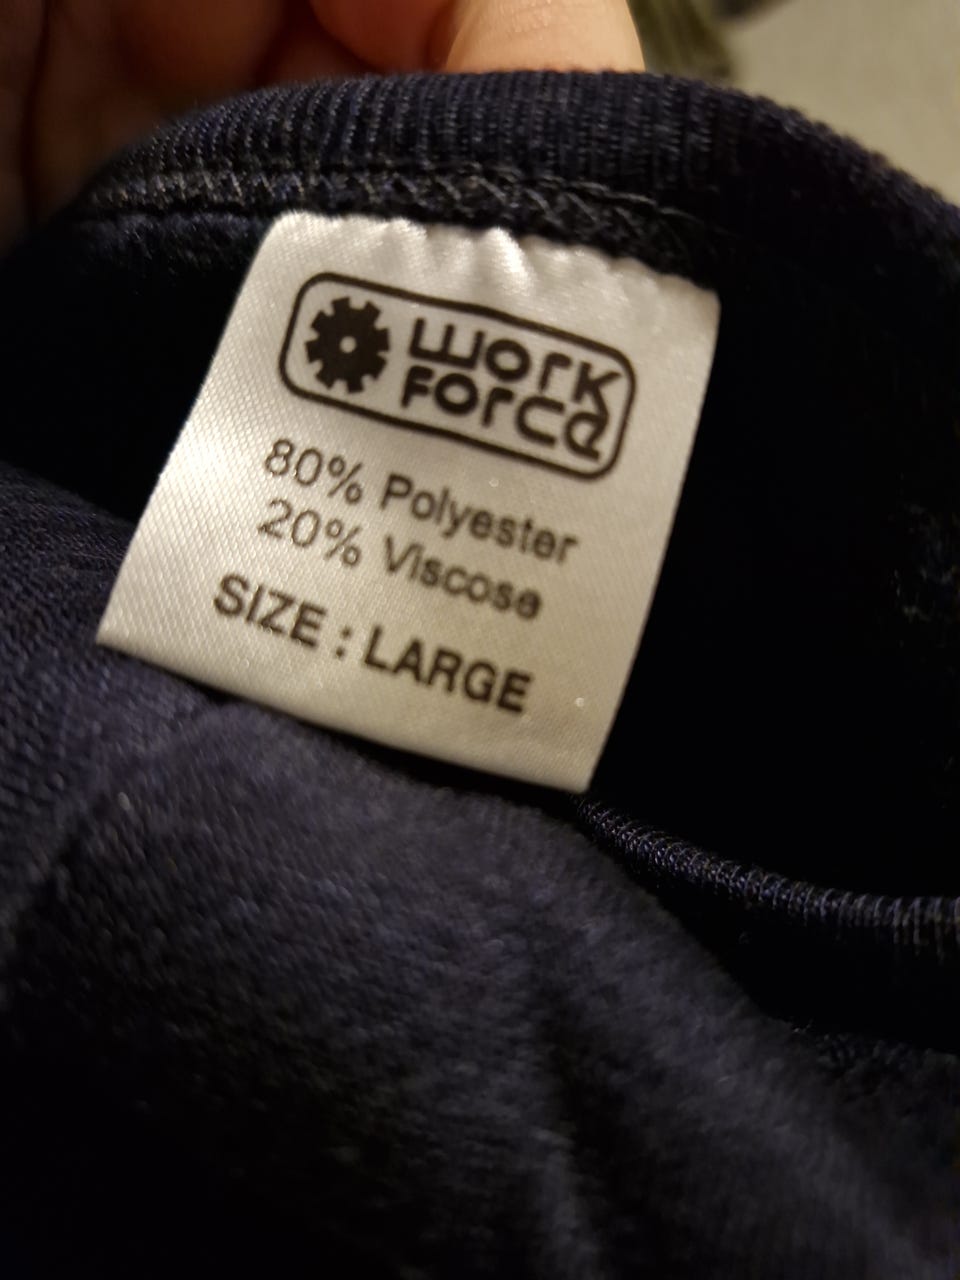 work
Force
80% Polyester
20% Viscose
SIZE : LARGE